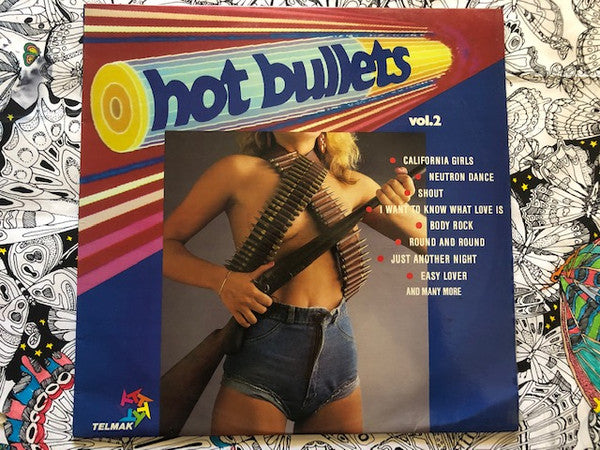 hot bullets
vol.2
CALIFORNIA GIRLS
NEUTRON DANCE
SHOUT
I WANT TO KNOW WHAT LOVE IS
BODY ROCK
ROUND AND ROUND
JUST ANOTHER NIGHT
EASY LOVER
AND MANY MORE
TELMAK